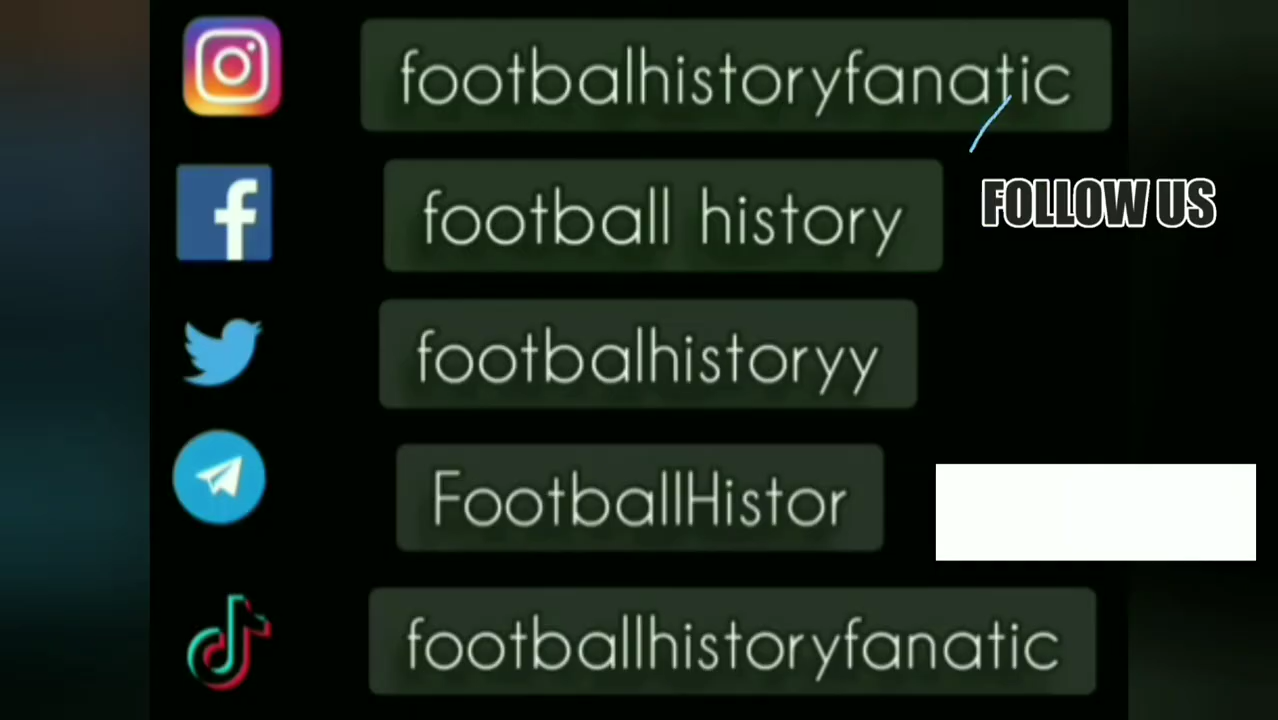 footbalhistoryfanatic
football history
FOLLOW US
footbalhistoryy
FootballHistor
footballhistoryfanatic